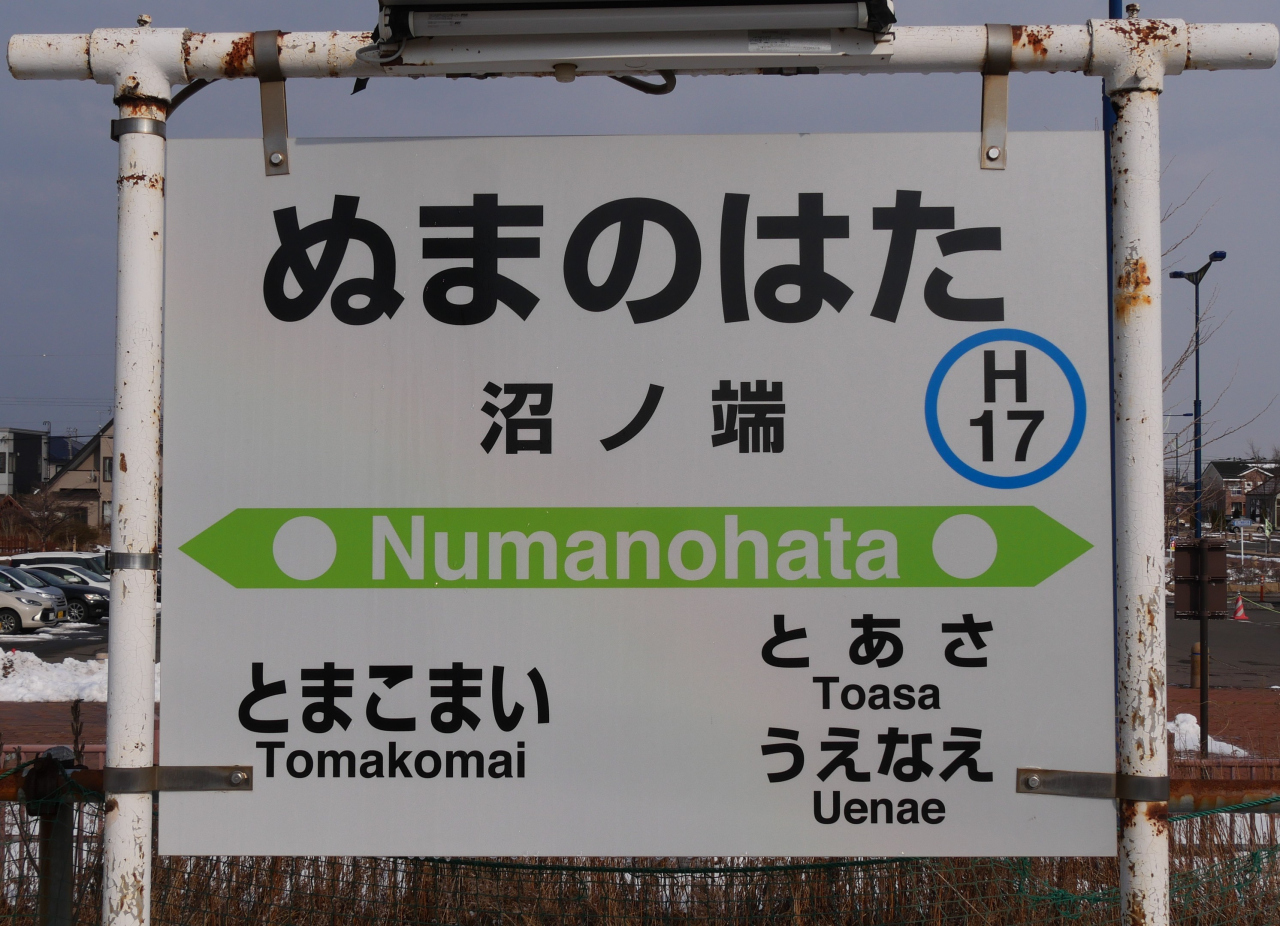 ぬまのはた
沼ノ端
H
17
Numanohata
とまこまい
Tomakomai
とあさ
Toasa
うえなえ
Uenae